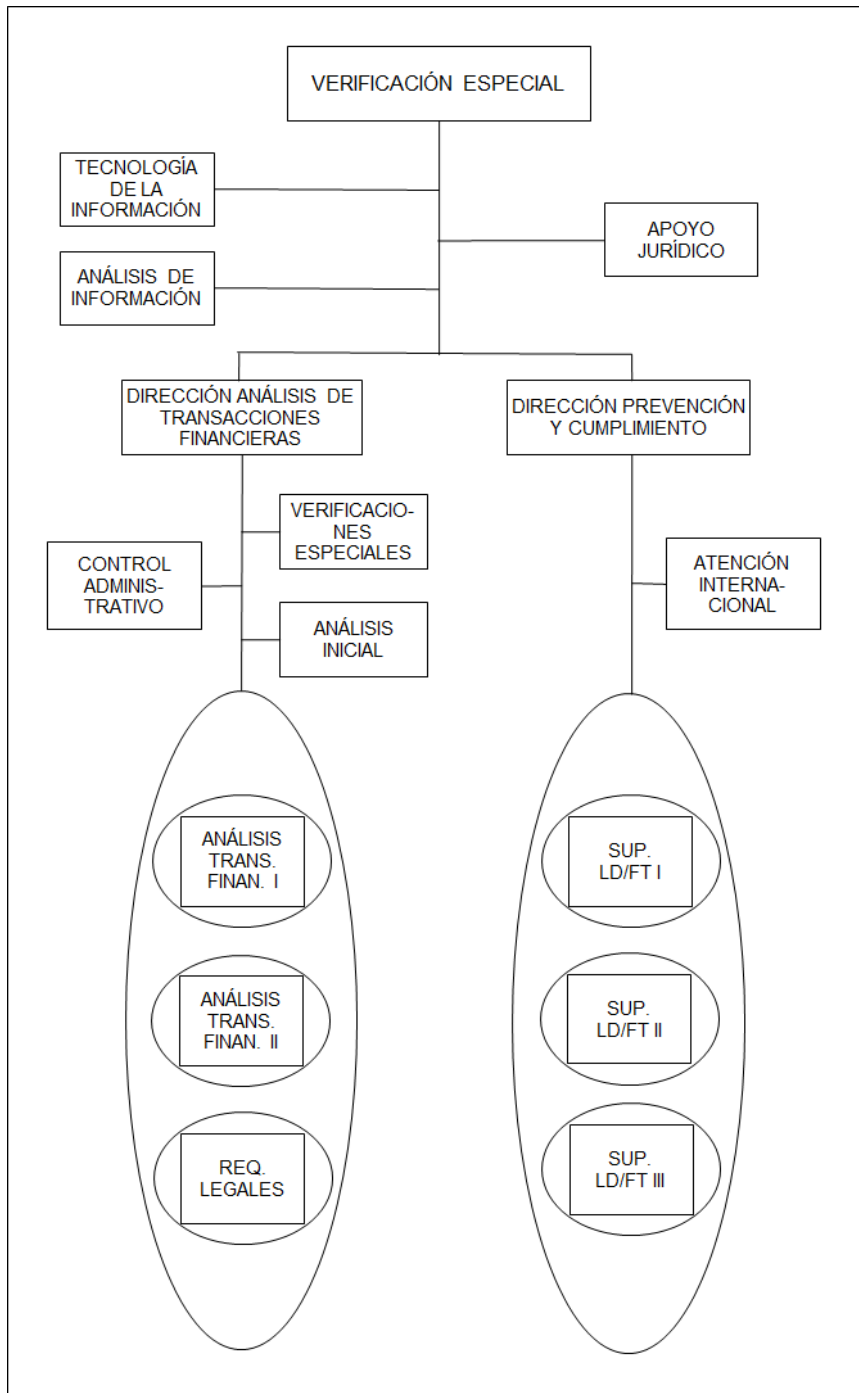 VERIFICACIÓN ESPECIAL
TECNOLOGÍA
DE LA
INFORMACIÓN
APOYO
JURÍDICO
ANÁLISIS DE
INFORMACIÓN
DIRECCIÓN ANÁLISIS DE
TRANSACCIONES
FINANCIERAS
DIRECCIÓN PREVENCIÓN
Y CUMPLIMIENTO
VERIFICACIO-
NES
ESPECIALES
CONTROL
ADMINIS-
TRATIVO
ATENCIÓN
INTERNA-
CIONAL
ANÁLISIS
INICIAL
ANÁLISIS
TRANS.
FINAN. I
SUP.
LD/FT I
ANÁLISIS
TRANS.
FINAN. II
SUP.
LD/FT II
REQ.
LEGALES
SUP.
LD/FT III